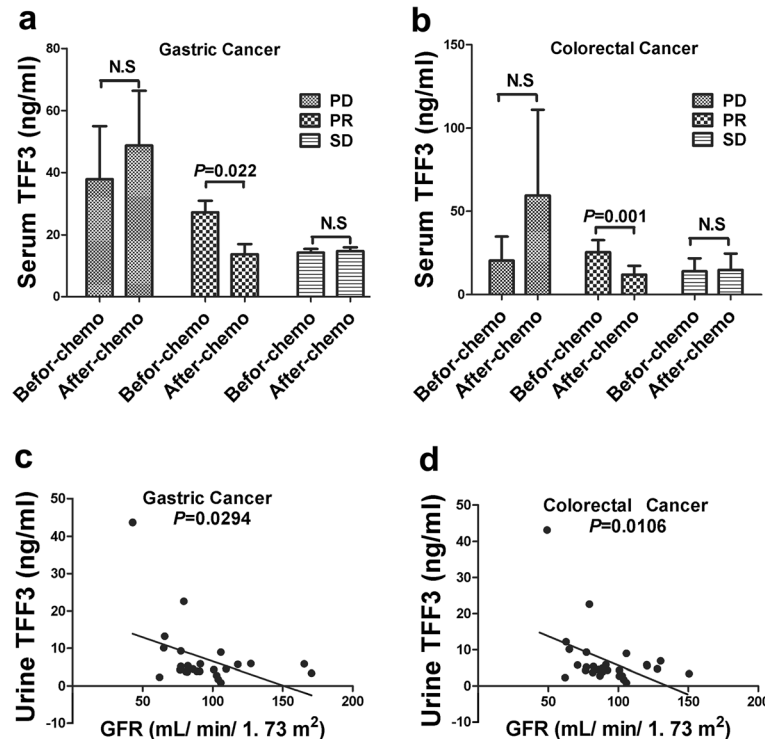 a
Gastric Cancer
Serum TFF3 (ng/ml)
80
60
40
20
0
N.S
P=0.022
N.S
PD
PR
SD
Befor-chemo
After-chemo
Befor-chemo
After-chemo
Befor-chemo
After-chemo
b
Colorectal Cancer
Serum TFF3 (ng/ml)
150
100
50
0
N.S
P=0.001
N.S
PD
PR
SD
Befor-chemo
After-chemo
Befor-chemo
After-chemo
Befor-chemo
After-chemo
c
Gastric Cancer
P=0.0294
Urine TFF3 (ng/ml)
50
40
30
20
10
0
-10
50
100
150
200
GFR (mL/ min/ 1. 73 m²)
d
Colorectal Cancer
P=0.0106
Urine TFF3 (ng/ml)
50
40
30
20
10
0
-10
50
100
150
200
GFR (mL/ min/ 1. 73 m²)